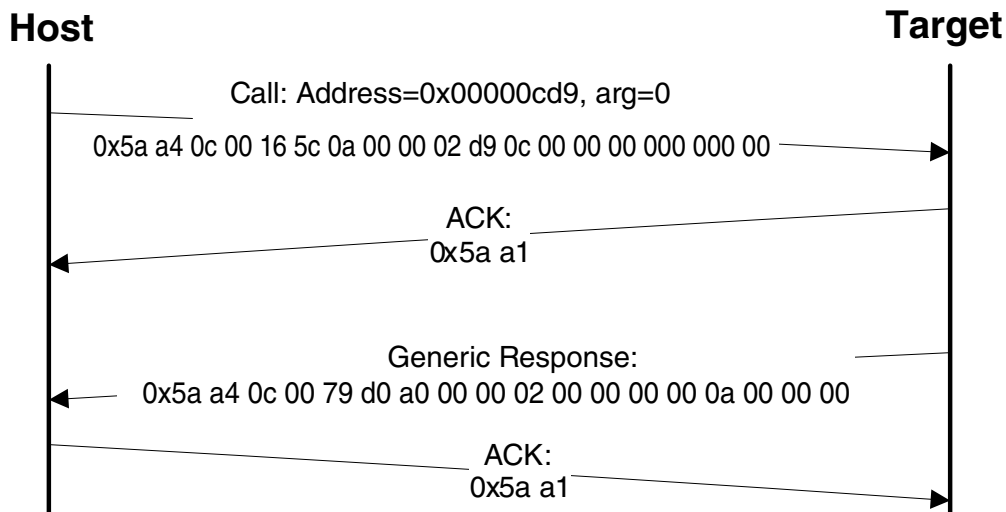 Host
Target
Call: Address=0x00000cd9, arg=0
0x5a a4 0c 00 16 5c 0a 00 00 02 d9 0c 00 00 00 000 000 00
ACK:
0x5a a1
Generic Response:
0x5a a4 0c 00 79 d0 a0 00 00 02 00 00 00 00 0a 00 00 00
ACK:
0x5a a1